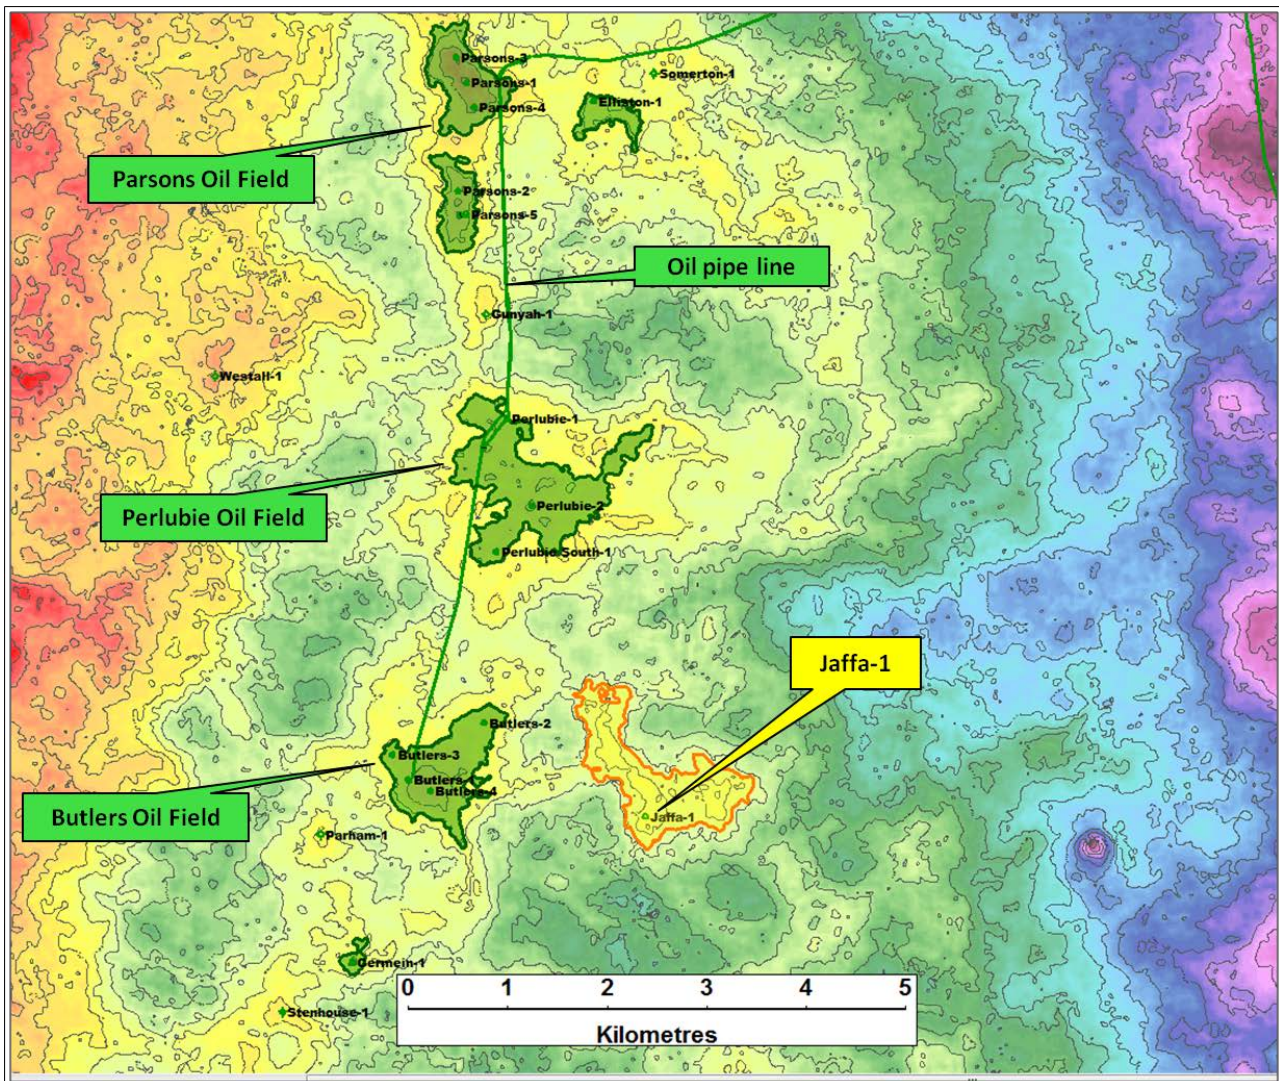 Parsons-3
Somerton-1
Parsons-1
Elliston-1
Parsons-4
Parsons Oil Field
Parsons-2
Parsons-5
Oil pipe line
Gunyah-1
Westall-1
Perlubie-1
Perlubie-2
Perlubie Oil Field
Perlubie South-1
Jaffa-1
Butlers-2
Butlers-3
Butlers-1
Butlers-4
Butlers Oil Field
Jaffa-1
Parham-1
Germein-1
0 1 2 3 4 5
Stenhouse-1
Kilometres